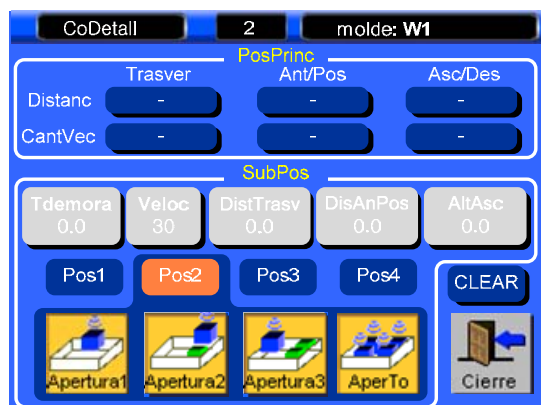 CoDetall 2 molde: W1
PosPrinc
Trasver Ant/Pos Asc/Des
Distanc - - -
CantVec - - -
SubPos
Tdemora Veloc DistTrasv DisAnPos AltAsc
0.0 30 0.0 0.0 0.0
Pos1 Pos2 Pos3 Pos4 CLEAR
Apertura1 Apertura2 Apertura3 AperTo Cierre